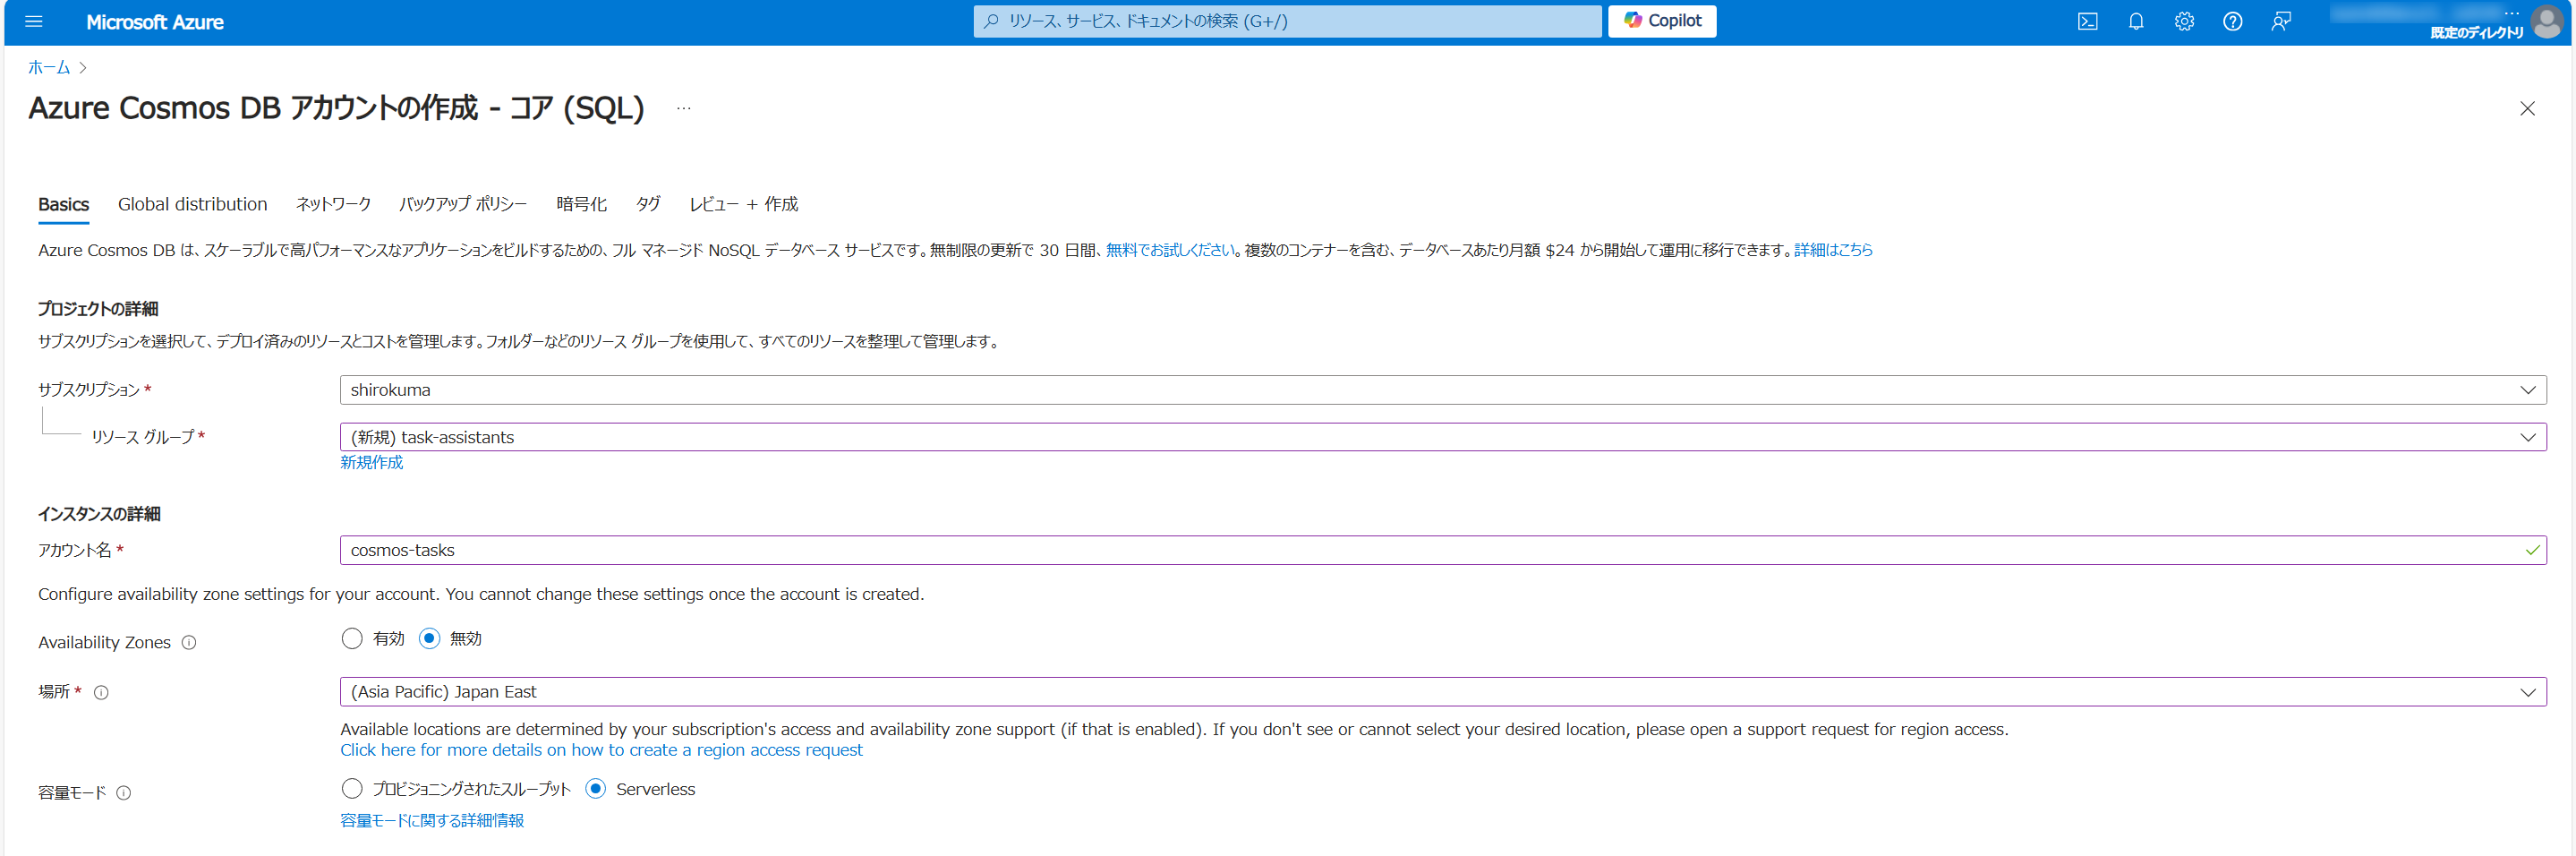 Microsoft Azure
リソース、サービス、ドキュメントの検索 (G+/)
Copilot
既定のディレクトリ
ホーム
Azure Cosmos DB アカウントの作成 - コア (SQL)
Basics Global distribution ネットワーク バックアップ ポリシー 暗号化 タグ レビュー + 作成
Azure Cosmos DB は、スケーラブルで高パフォーマンスなアプリケーションをビルドするための、フル マネージド NoSQL データベース サービスです。無制限の更新で 30 日間、無料でお試しください。複数のコンテナーを含む、データベースあたり月額 $24 から開始して運用に移行できます。詳細はこちら
プロジェクトの詳細
サブスクリプションを選択して、デプロイ済みのリソースとコストを管理します。フォルダーなどのリソース グループを使用して、すべてのリソースを整理して管理します。
サブスクリプション * shirokuma
リソース グループ * (新規) task-assistants
新規作成
インスタンスの詳細
アカウント名 * cosmos-tasks
Configure availability zone settings for your account. You cannot change these settings once the account is created.
Availability Zones 有効 無効
場所 * (Asia Pacific) Japan East
Available locations are determined by your subscription's access and availability zone support (if that is enabled). If you don't see or cannot select your desired location, please open a support request for region access.
Click here for more details on how to create a region access request
容量モード プロビジョニングされたスループット Serverless
容量モードに関する詳細情報